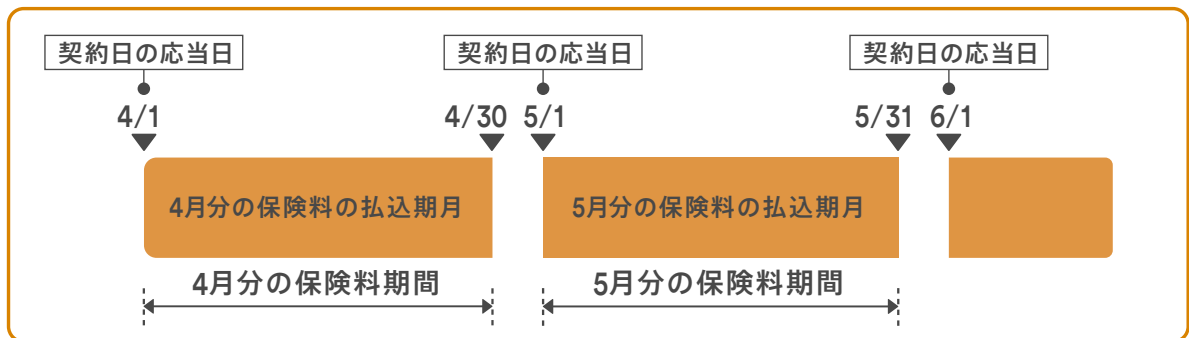 契約日の応当日 契約日の応当日 契約日の応当日
4/1 4/30 5/1 5/31 6/1
4月分の保険料の払込期月 5月分の保険料の払込期月
4月分の保険料期間 5月分の保険料期間